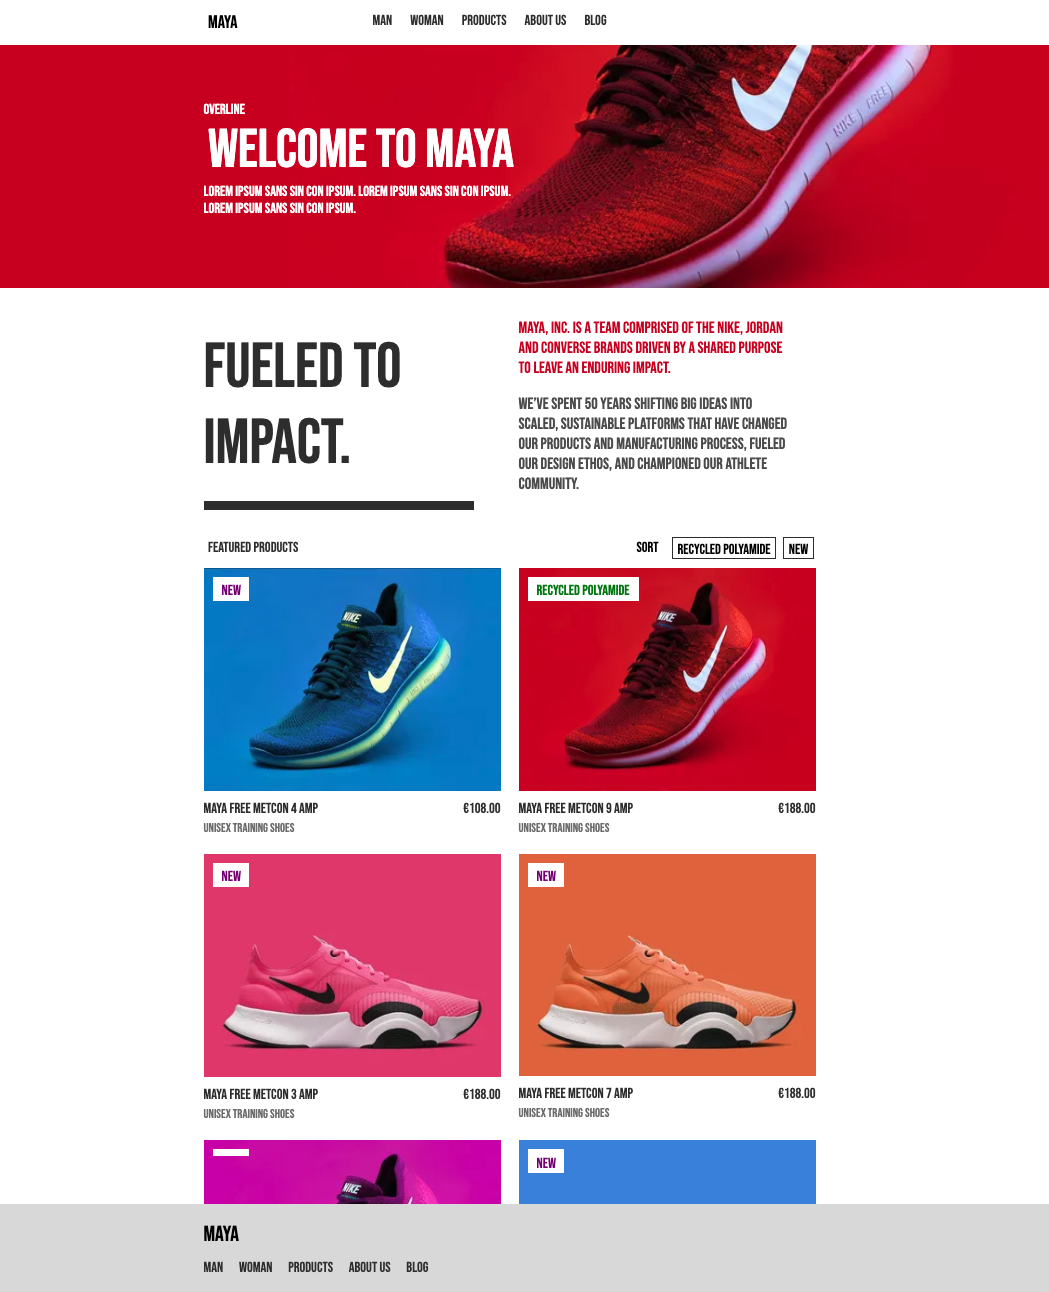 MAYA
MAN WOMAN PRODUCTS ABOUT US BLOG
OVERLINE
WELCOME TO MAYA
LOREM IPSUM SANS SIN CON IPSUM. LOREM IPSUM SANS SIN CON IPSUM.
LOREM IPSUM SANS SIN CON IPSUM.
NIKE FREE
FUELED TO
IMPACT.
MAYA, INC. IS A TEAM COMPRISED OF THE NIKE, JORDAN
AND CONVERSE BRANDS DRIVEN BY A SHARED PURPOSE
TO LEAVE AN ENDURING IMPACT.
WE'VE SPENT 50 YEARS SHIFTING BIG IDEAS INTO
SCALED, SUSTAINABLE PLATFORMS THAT HAVE CHANGED
OUR PRODUCTS AND MANUFACTURING PROCESS, FUELED
OUR DESIGN ETHOS, AND CHAMPIONED OUR ATHLETE
COMMUNITY.
FEATURED PRODUCTS
SORT RECYCLED POLYAMIDE NEW
NEW
NIKE
RECYCLED POLYAMIDE
NIKE
MAYA FREE METCON 4 AMP €108.00
UNISEX TRAINING SHOES
MAYA FREE METCON 9 AMP €188.00
UNISEX TRAINING SHOES
NEW
NEW
MAYA FREE METCON 3 AMP €188.00
UNISEX TRAINING SHOES
MAYA FREE METCON 7 AMP €188.00
UNISEX TRAINING SHOES
NIKE
NEW
MAYA
MAN WOMAN PRODUCTS ABOUT US BLOG